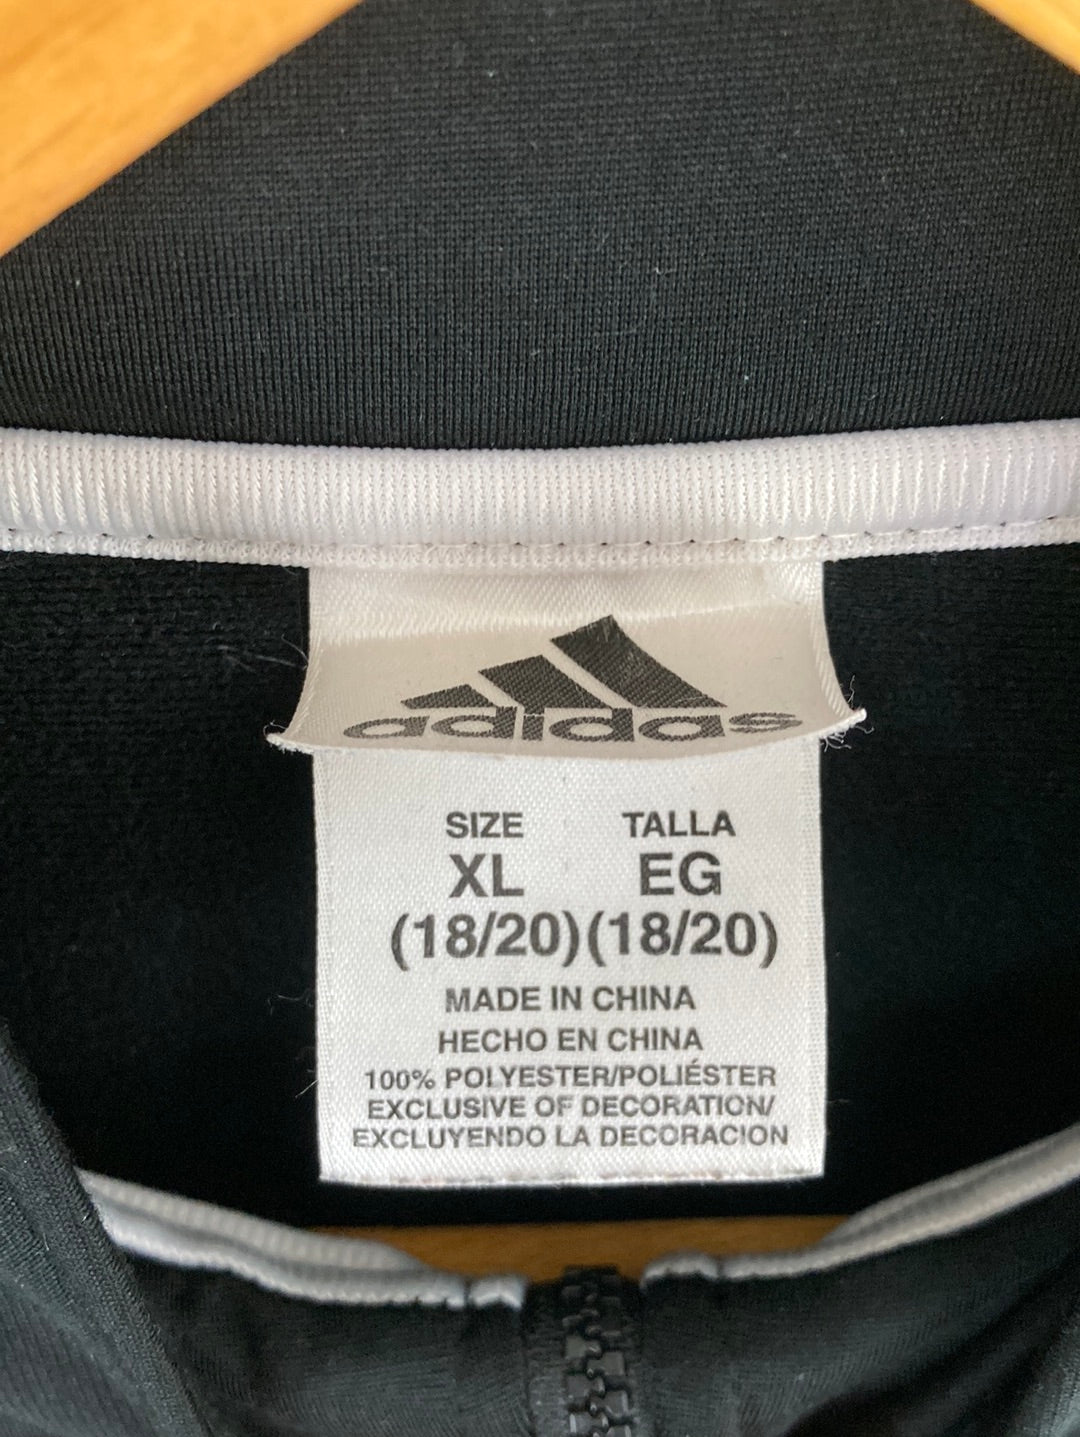 adidas
SIZE TALLA
XL EG
(18/20) (18/20)
MADE IN CHINA
HECHO EN CHINA
100% POLYESTER/POLIÉSTER
EXCLUSIVE OF DECORATION/
EXCLUYENDO LA DECORACION